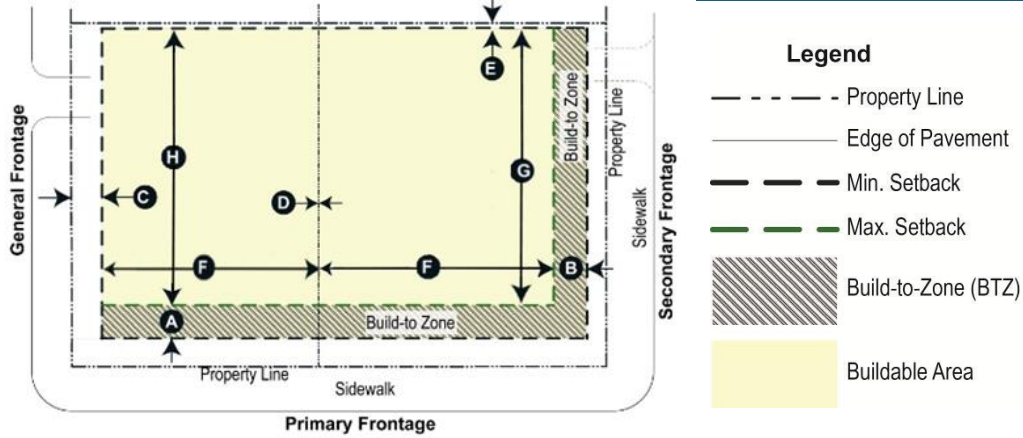 E
Build-to Zone
Property Line
General Frontage
H
G
C
D
Sidewalk
Secondary Frontage
F
F
B
A
Build-to Zone
Property Line
Sidewalk
Primary Frontage
Legend
Property Line
Edge of Pavement
Min. Setback
Max. Setback
Build-to-Zone (BTZ)
Buildable Area